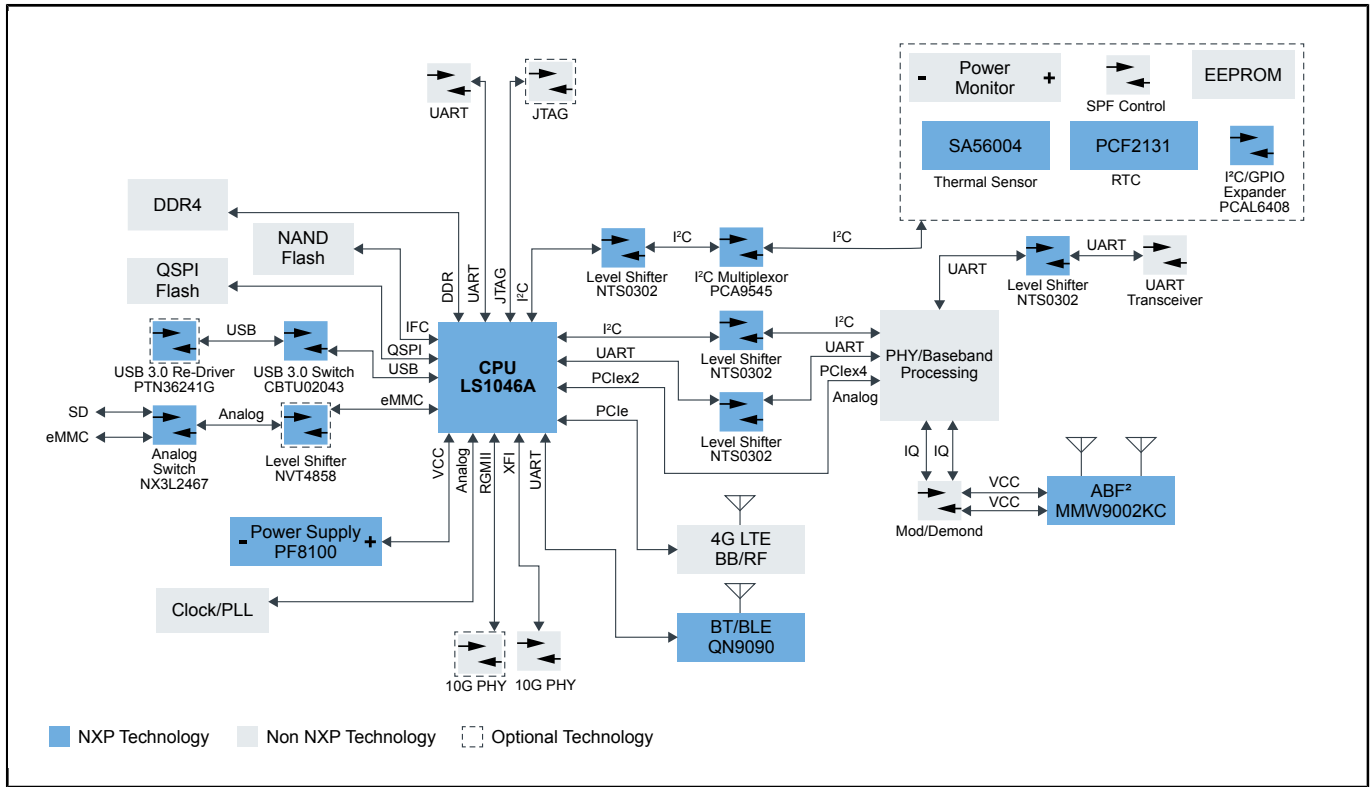 UART
JTAG
- Power
Monitor +
SPF Control
EEPROM
SA56004
Thermal Sensor
PCF2131
RTC
I²C/GPIO
Expander
PCAL6408
DDR4
NAND
Flash
QSPI
Flash
DDR
UART
JTAG
I²C
Level Shifter
NTS0302
I²C
I²C Multiplexor
PCA9545
I²C
UART
Level Shifter
NTS0302
UART
UART
Transceiver
IFC
QSPI
USB
eMMC
CPU
LS1046A
USB
USB 3.0 Re-Driver
PTN36241G
USB 3.0 Switch
CBTU02043
SD
eMMC
Analog
Switch
NX3L2467
Analog
Level Shifter
NVT4858
I²C
UART
PCIex2
PCIe
Level Shifter
NTS0302
Level Shifter
NTS0302
I²C
UART
PCIex4
Analog
PHY/Baseband
Processing
IQ
IQ
Mod/Demond
VCC
VCC
ABF²
MMW9002KC
VCC
Analog
RGMII
XFI
UART
- Power Supply +
PF8100
Clock/PLL
10G PHY
10G PHY
4G LTE
BB/RF
BT/BLE
QN9090
NXP Technology
Non NXP Technology
Optional Technology